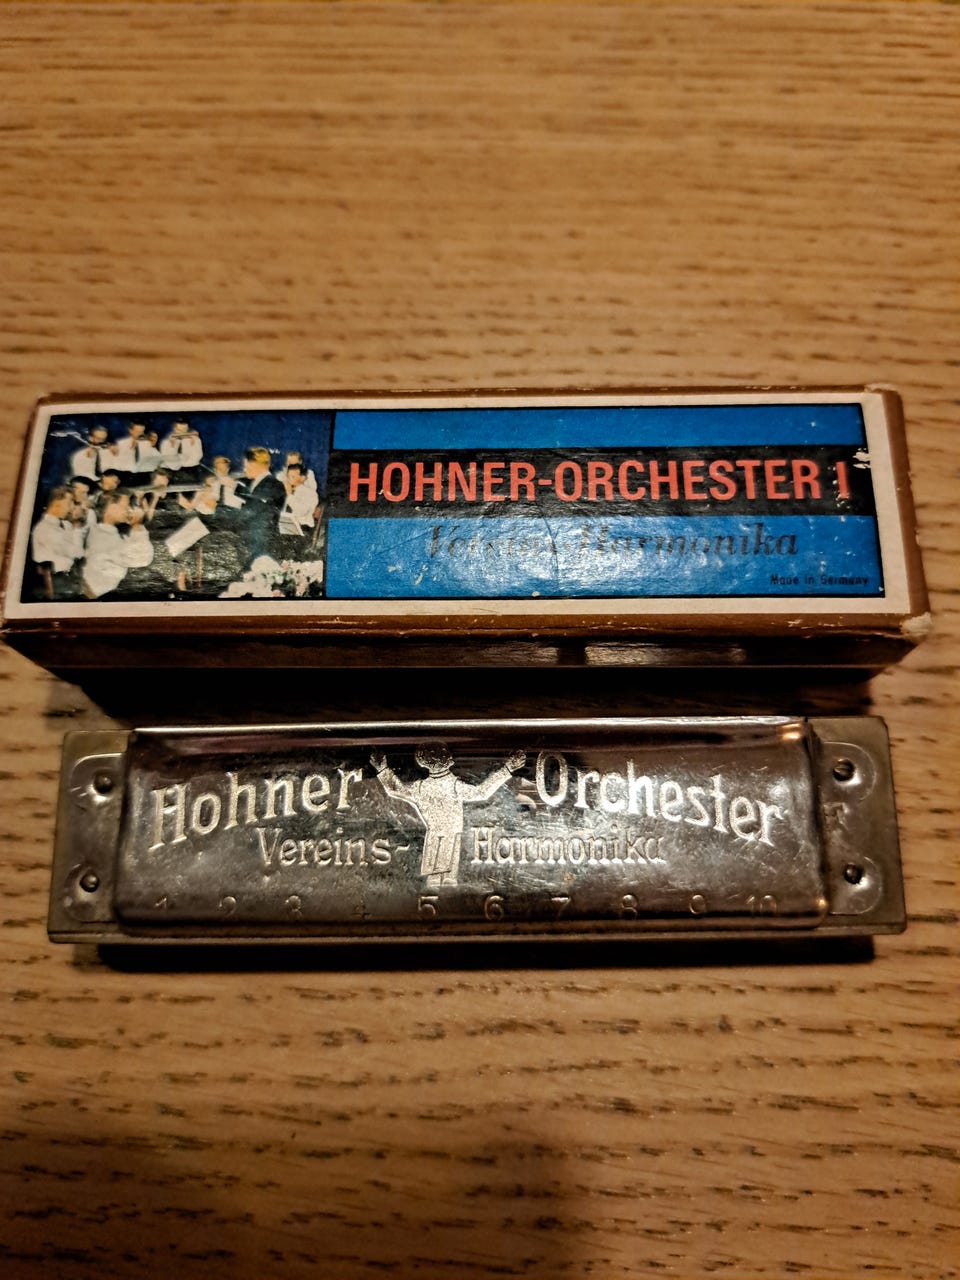 HOHNER-ORCHESTER I
Vereins-Harmonika
Made in Germany
Hohner Orchester
Vereins- Harmonika
1 2 3 4 5 6 7 8 9 10